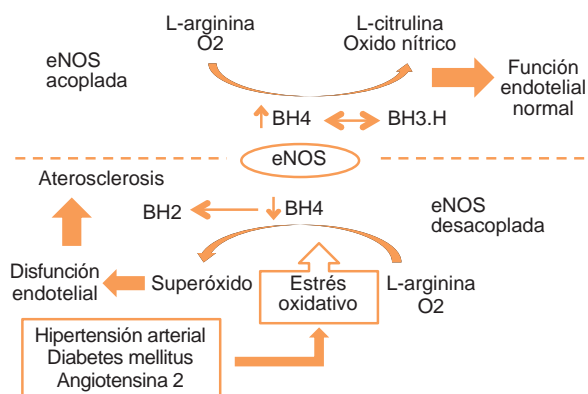 L-arginina
O2
L-citrulina
Oxido nítrico
eNOS
acoplada
Función
endotelial
normal
BH4
BH3.H
eNOS
Aterosclerosis
BH2
BH4
eNOS
desacoplada
Disfunción
endotelial
Superóxido
Estrés
oxidativo
L-arginina
O2
Hipertensión arterial
Diabetes mellitus
Angiotensina 2